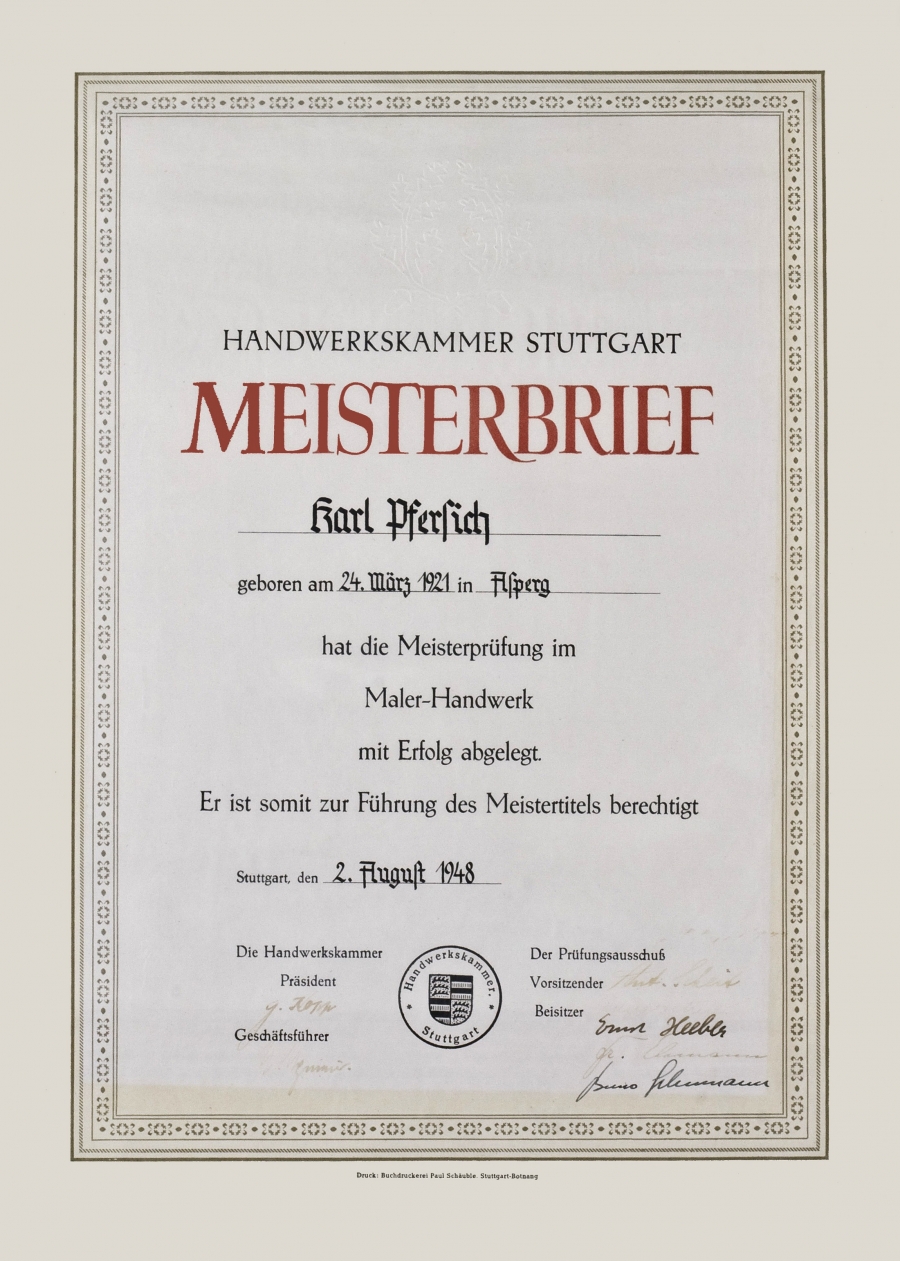 HANDWERKSKAMMER STUTTGART
MEISTERBRIEF
Karl Pfersich
geboren am 24. März 1921 in Asperg
hat die Meisterprüfung im
Maler-Handwerk
mit Erfolg abgelegt.
Er ist somit zur Führung des Meistertitels berechtigt
Stuttgart, den 2. August 1948
Die Handwerkskammer
Präsident
Geschäftsführer
Handwerkskammer.
Stuttgart
Der Prüfungsausschuß
Vorsitzender
Beisitzer
Ernst
Bruno
Druck: Buchdruckerei Paul Schäuble. Stuttgart-Botnang